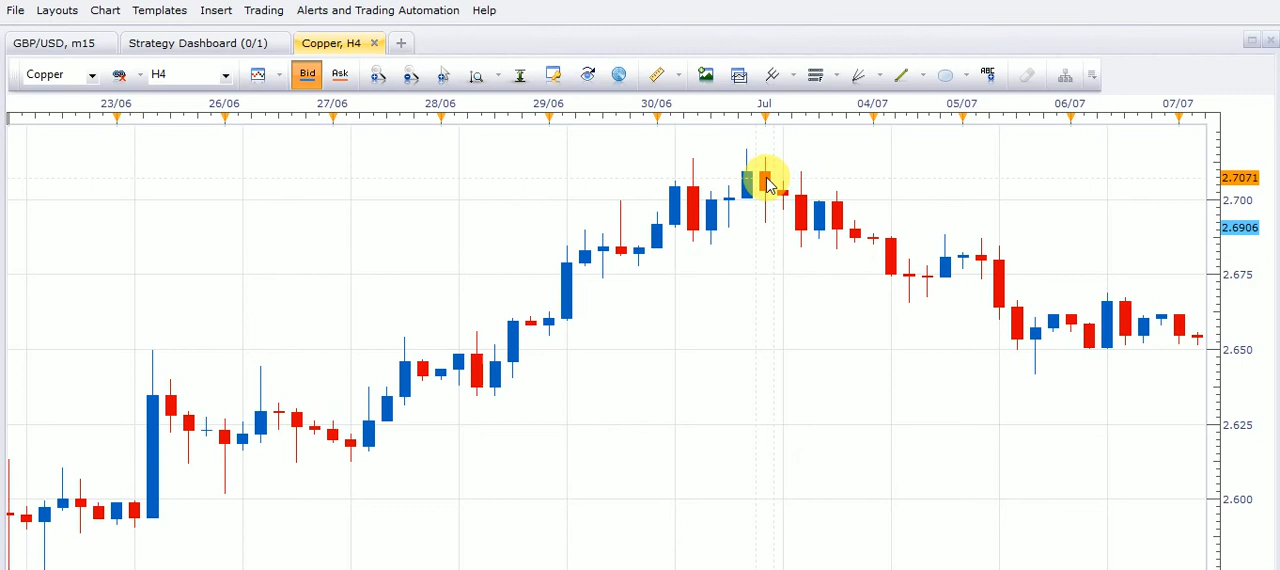 File Layouts Chart Templates Insert Trading Alerts and Trading Automation Help
GBP/USD, m15 Strategy Dashboard (0/1) Copper, H4
Copper H4 Bid Ask ABC
23/06 26/06 27/06 28/06 29/06 30/06 Jul 04/07 05/07 06/07 07/07
2.7071
2.700
2.6906
2.675
2.650
2.625
2.600